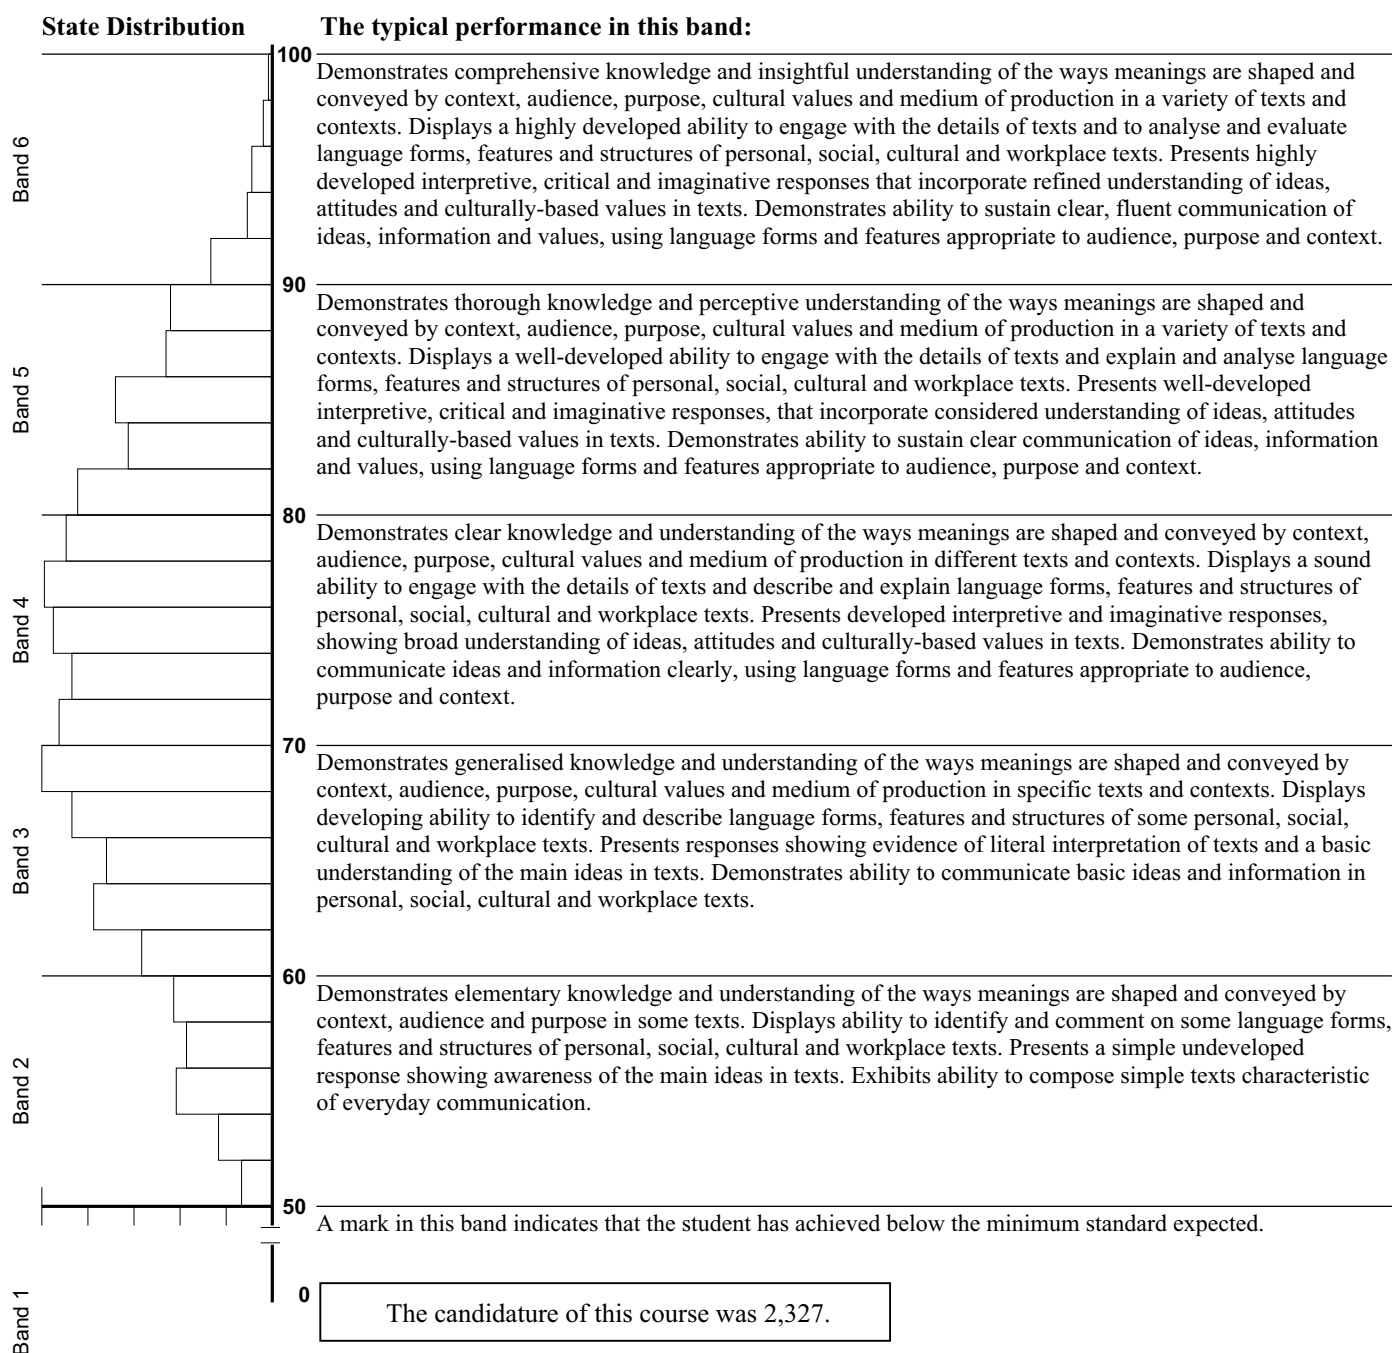 State Distribution
The typical performance in this band:
100
Band 6
Demonstrates comprehensive knowledge and insightful understanding of the ways meanings are shaped and
conveyed by context, audience, purpose, cultural values and medium of production in a variety of texts and
contexts. Displays a highly developed ability to engage with the details of texts and to analyse and evaluate
language forms, features and structures of personal, social, cultural and workplace texts. Presents highly
developed interpretive, critical and imaginative responses that incorporate refined understanding of ideas,
attitudes and culturally-based values in texts. Demonstrates ability to sustain clear, fluent communication of
ideas, information and values, using language forms and features appropriate to audience, purpose and context.
90
Band 5
Demonstrates thorough knowledge and perceptive understanding of the ways meanings are shaped and
conveyed by context, audience, purpose, cultural values and medium of production in a variety of texts and
contexts. Displays a well-developed ability to engage with the details of texts and explain and analyse language
forms, features and structures of personal, social, cultural and workplace texts. Presents well-developed
interpretive, critical and imaginative responses, that incorporate considered understanding of ideas, attitudes
and culturally-based values in texts. Demonstrates ability to sustain clear communication of ideas, information
and values, using language forms and features appropriate to audience, purpose and context.
80
Band 4
Demonstrates clear knowledge and understanding of the ways meanings are shaped and conveyed by context,
audience, purpose, cultural values and medium of production in different texts and contexts. Displays a sound
ability to engage with the details of texts and describe and explain language forms, features and structures of
personal, social, cultural and workplace texts. Presents developed interpretive and imaginative responses,
showing broad understanding of ideas, attitudes and culturally-based values in texts. Demonstrates ability to
communicate ideas and information clearly, using language forms and features appropriate to audience,
purpose and context.
70
Band 3
Demonstrates generalised knowledge and understanding of the ways meanings are shaped and conveyed by
context, audience, purpose, cultural values and medium of production in specific texts and contexts. Displays
developing ability to identify and describe language forms, features and structures of some personal, social,
cultural and workplace texts. Presents responses showing evidence of literal interpretation of texts and a basic
understanding of the main ideas in texts. Demonstrates ability to communicate basic ideas and information in
personal, social, cultural and workplace texts.
60
Band 2
Demonstrates elementary knowledge and understanding of the ways meanings are shaped and conveyed by
context, audience and purpose in some texts. Displays ability to identify and comment on some language forms,
features and structures of personal, social, cultural and workplace texts. Presents a simple undeveloped
response showing awareness of the main ideas in texts. Exhibits ability to compose simple texts characteristic
of everyday communication.
50
Band 1
A mark in this band indicates that the student has achieved below the minimum standard expected.
0
The candidature of this course was 2,327.